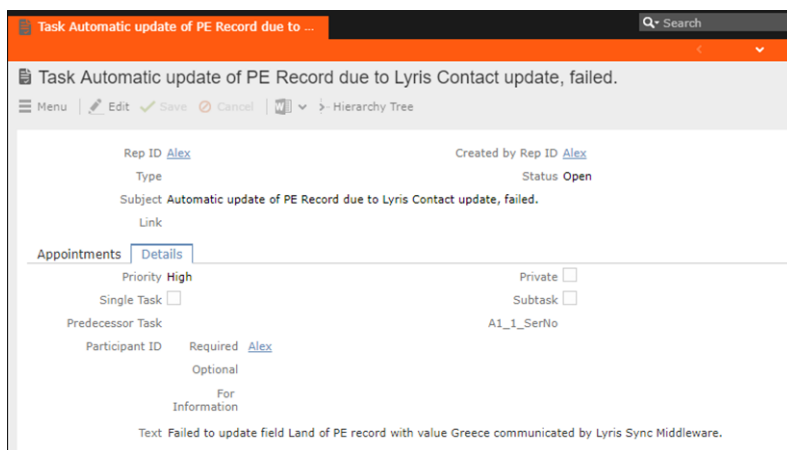 Task Automatic update of PE Record due to ...
Search
Task Automatic update of PE Record due to Lyris Contact update, failed.
Menu Edit Save Cancel Hierarchy Tree
Rep ID Alex Created by Rep ID Alex
Type Status Open
Subject Automatic update of PE Record due to Lyris Contact update, failed.
Link
Appointments Details
Priority High Private
Single Task Subtask
Predecessor Task A1_1_SerNo
Participant ID Required Alex
Optional
For
Information
Text Failed to update field Land of PE record with value Greece communicated by Lyris Sync Middleware.